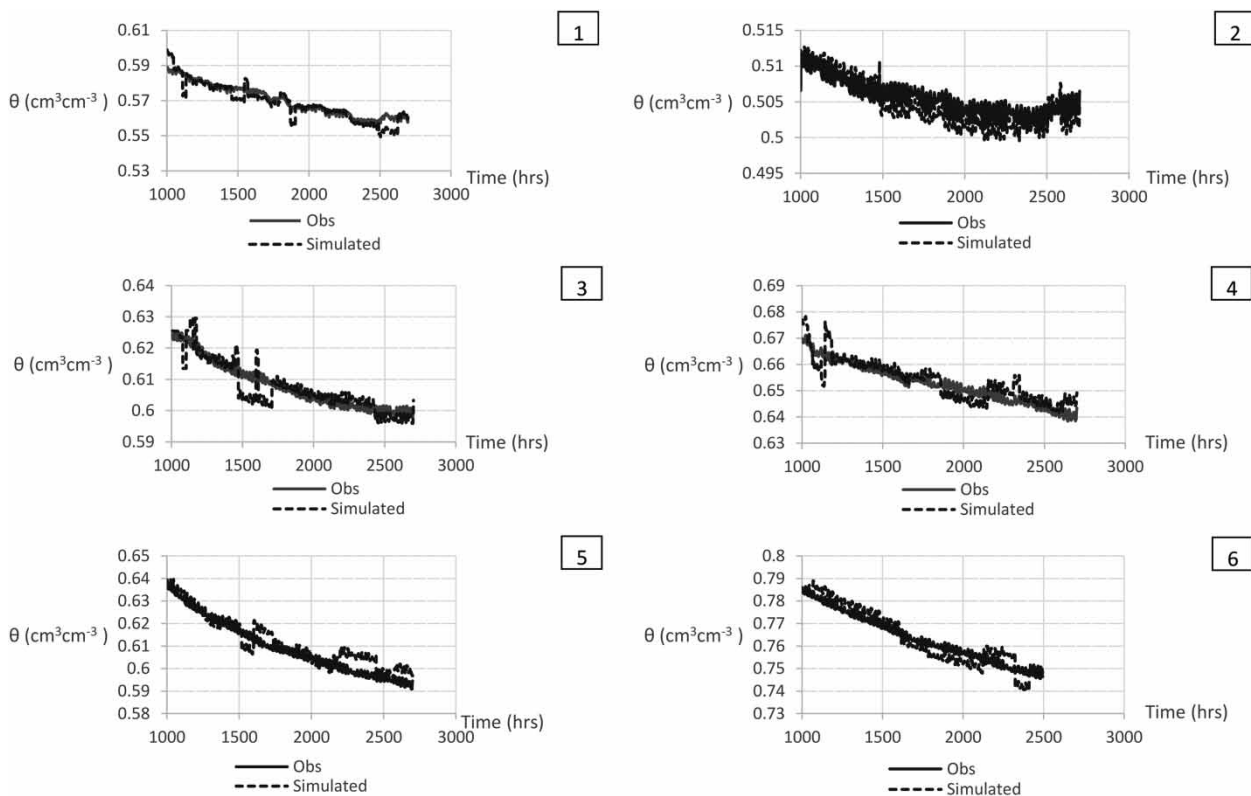 1
0.61
0.59
0.57
0.55
0.53
θ (cm³cm⁻³ )
1000 1500 2000 2500 3000
Time (hrs)
Obs
Simulated
2
0.515
0.51
0.505
0.5
0.495
θ (cm³cm⁻³ )
1000 1500 2000 2500 3000
Time (hrs)
Obs
Simulated
3
0.64
0.63
0.62
0.61
0.6
0.59
θ (cm³cm⁻³ )
1000 1500 2000 2500 3000
Time (hrs)
Obs
Simulated
4
0.69
0.68
0.67
0.66
0.65
0.64
0.63
θ (cm³cm⁻³ )
1000 1500 2000 2500 3000
Time (hrs)
Obs
Simulated
5
0.65
0.64
0.63
0.62
0.61
0.6
0.59
0.58
θ (cm³cm⁻³ )
1000 1500 2000 2500 3000
Time (hrs)
Obs
Simulated
6
0.8
0.79
0.78
0.77
0.76
0.75
0.74
0.73
θ (cm³cm⁻³ )
1000 1500 2000 2500 3000
Time (hrs)
Obs
Simulated